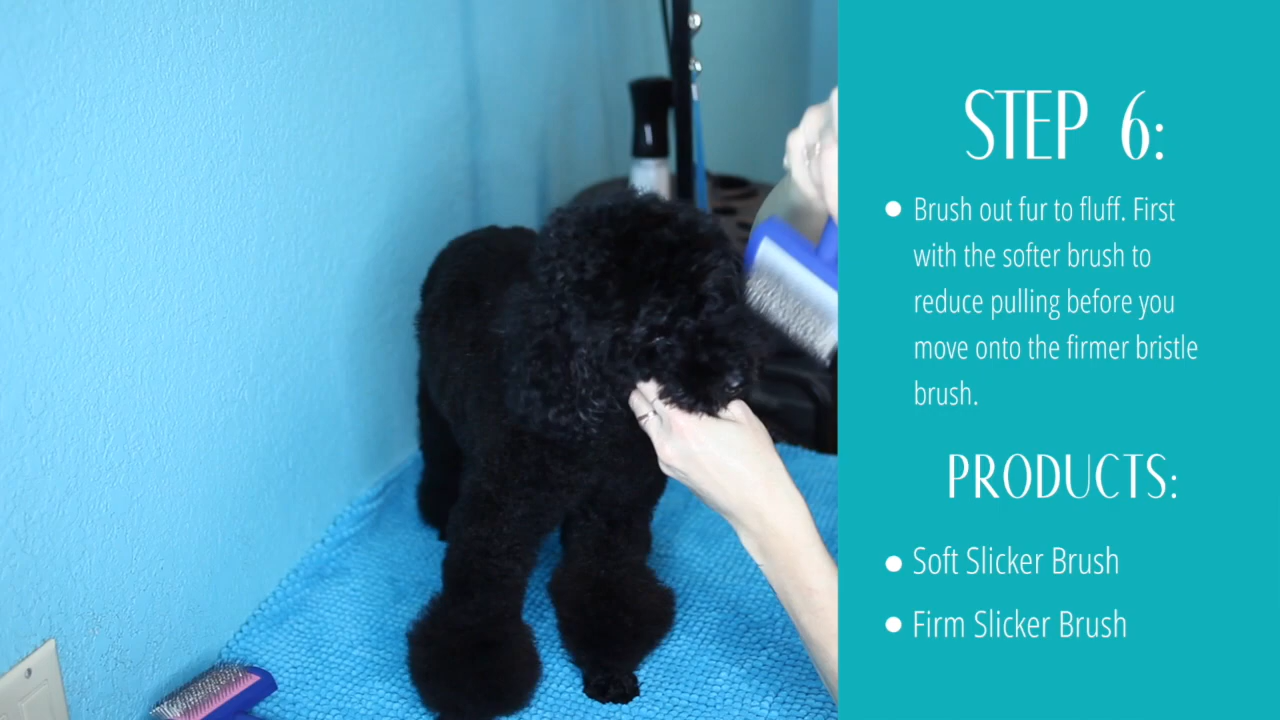 STEP 6:
Brush out fur to fluff. First
with the softer brush to
reduce pulling before you
move onto the firmer bristle
brush.
PRODUCTS:
Soft Slicker Brush
Firm Slicker Brush